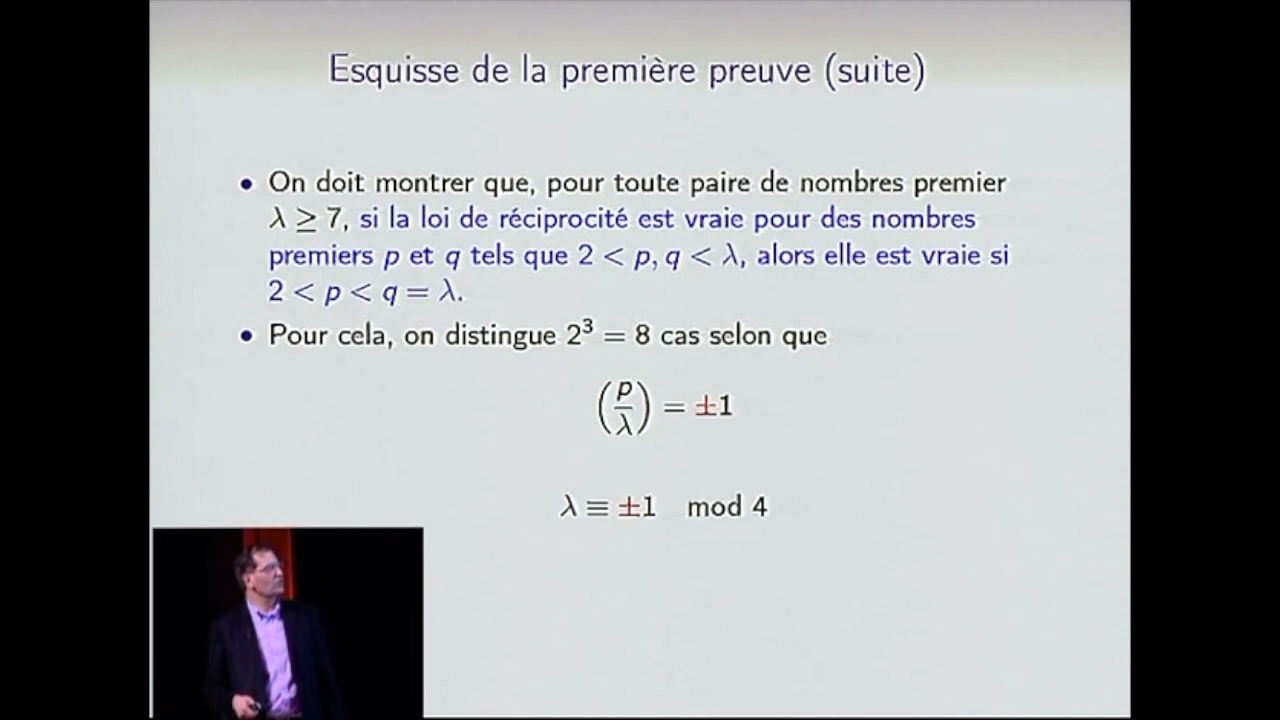 Esquisse de la première preuve (suite)
• On doit montrer que, pour toute paire de nombres premier
λ ≥ 7, si la loi de réciprocité est vraie pour des nombres
premiers p et q tels que 2 < p, q < λ, alors elle est vraie si
2 < p < q = λ.
• Pour cela, on distingue 2³ = 8 cas selon que
(p/λ) = ±1
λ ≡ ±1 mod 4